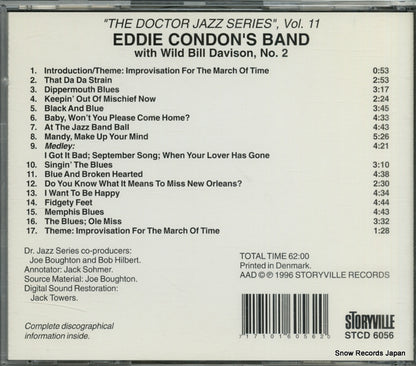 "THE DOCTOR JAZZ SERIES", Vol. 11
EDDIE CONDON'S BAND
with Wild Bill Davison, No. 2
1. Introduction/Theme: Improvisation For The March Of Time 0:53
2. That Da Da Strain 2:53
3. Dippermouth Blues 3:17
4. Keepin' Out Of Mischief Now 2:24
5. Black And Blue 3:45
6. Baby, Won't You Please Come Home? 4:33
7. At The Jazz Band Ball 4:43
8. Mandy, Make Up Your Mind 5:26
9. Medley: 4:21
I Got It Bad; September Song; When Your Lover Has Gone
10. Singin' The Blues 3:10
11. Blue And Broken Hearted 4:38
12. Do You Know What It Means To Miss New Orleans? 2:30
13. I Want To Be Happy 4:34
14. Fidgety Feet 4:44
15. Memphis Blues 4:43
16. The Blues; Ole Miss 5:32
17. Theme: Improvisation For The March Of Time 1:28
Dr. Jazz Series co-producers:
Joe Boughton and Bob Hilbert.
Annotator: Jack Sohmer.
Source Material: Joe Boughton.
Digital Sound Restoration:
Jack Towers.
TOTAL TIME 62:00
Printed in Denmark.
AAD © ℗ 1996 STORYVILLE RECORDS
Complete discographical
information inside.
7 17101 60562 0
STORYVILLE
STCD 6056
Snow Records Japan